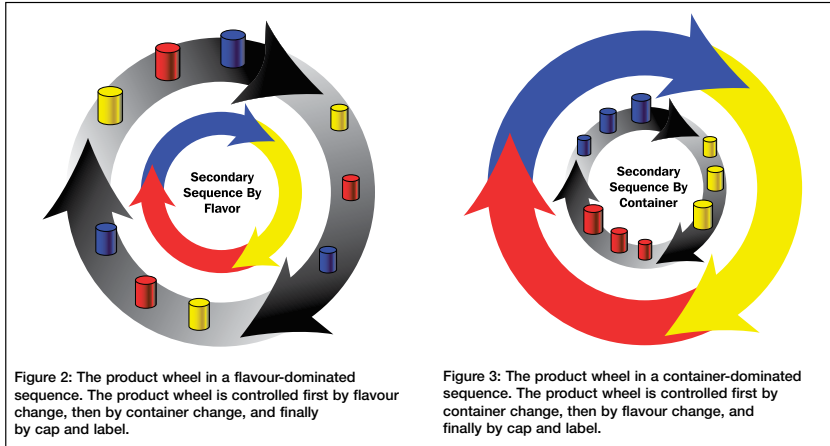 Secondary
Sequence By
Flavor
Secondary
Sequence By
Container
Figure 2: The product wheel in a flavour-dominated
sequence. The product wheel is controlled first by flavour
change, then by container change, and finally
by cap and label.
Figure 3: The product wheel in a container-dominated
sequence. The product wheel is controlled first by
container change, then by flavour change, and
finally by cap and label.